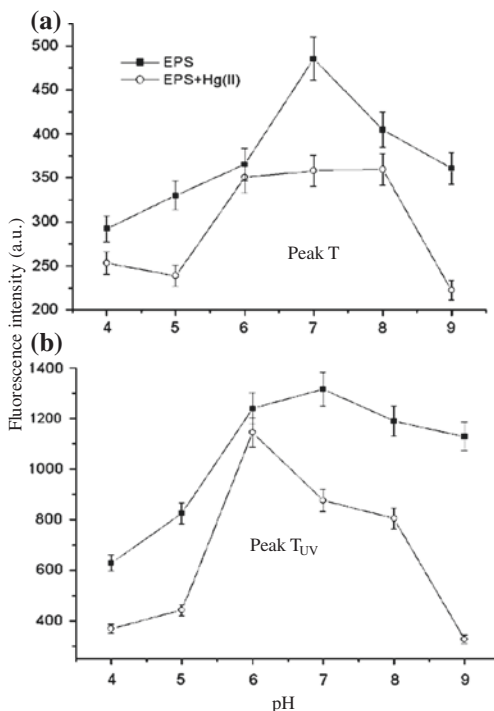 (a)
500
450
400
350
300
250
200
EPS
EPS+Hg(II)
Peak T
4 5 6 7 8 9
Fluorescence intensity (a.u.)
(b)
1400
1200
1000
800
600
400
Peak TUV
4 5 6 7 8 9
pH